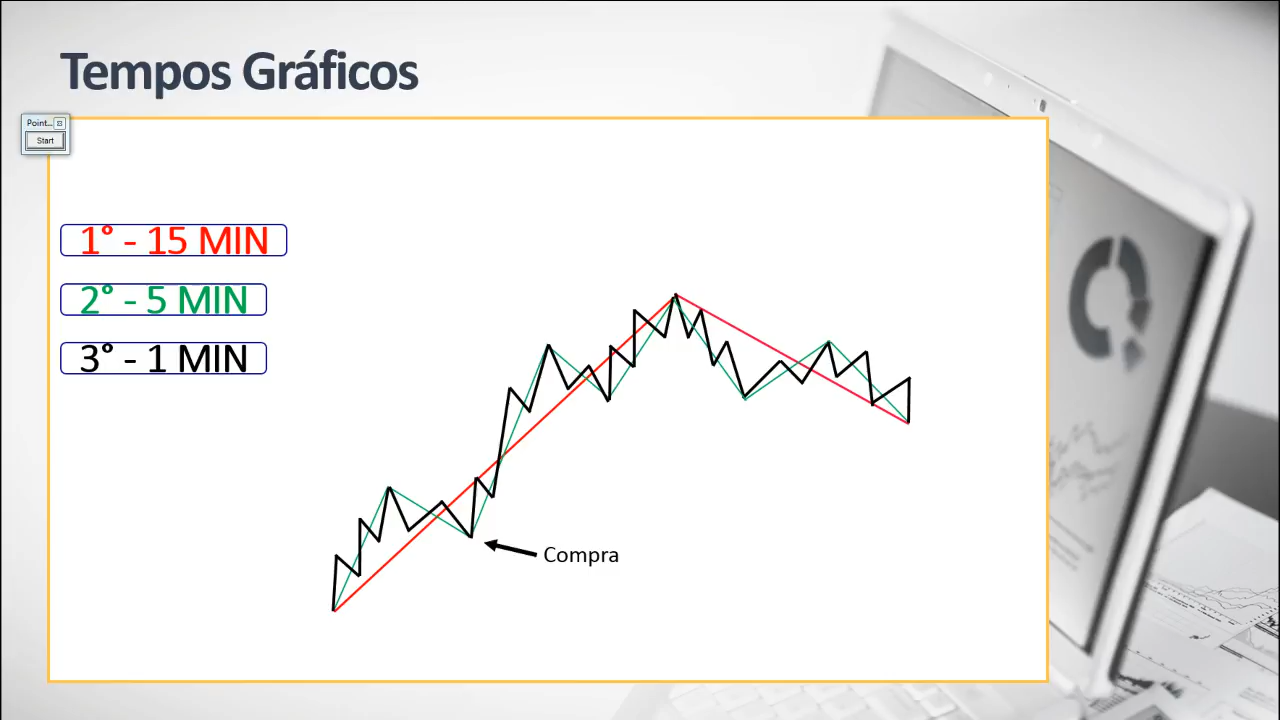 Tempos Gráficos
Point...
Start
1° - 15 MIN
2° - 5 MIN
3° - 1 MIN
Compra